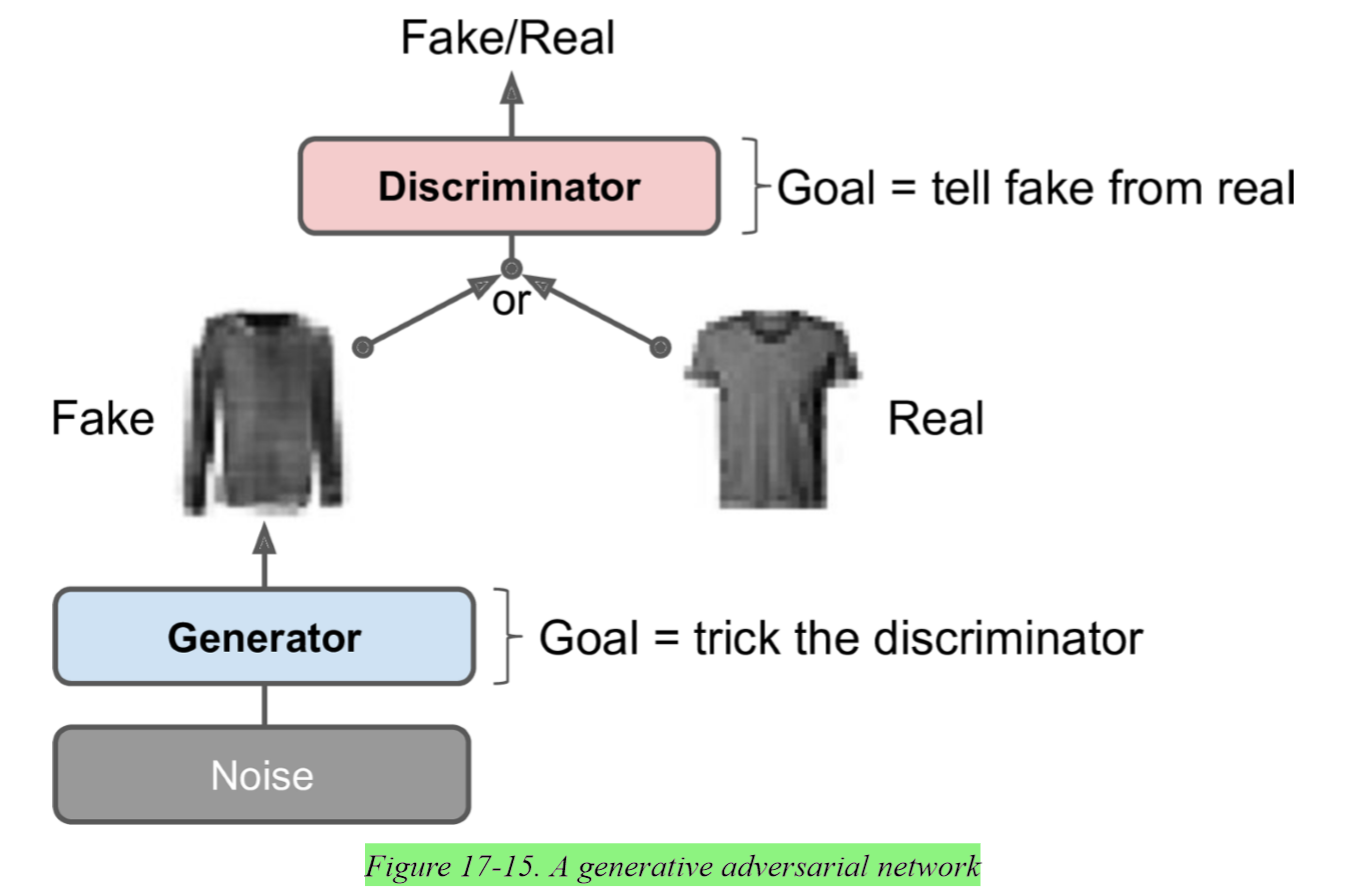 Fake/Real
Discriminator
Goal = tell fake from real
or
Fake
Real
Generator
Goal = trick the discriminator
Noise
Figure 17-15. A generative adversarial network